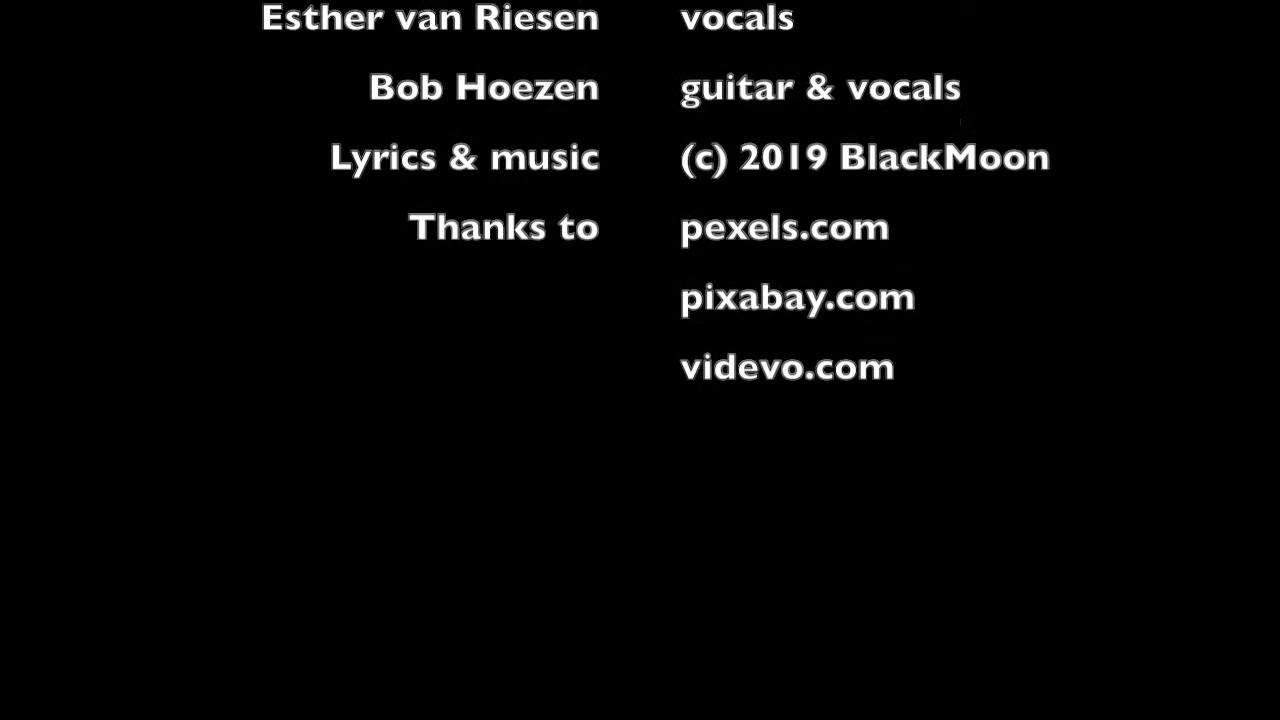 Esther van Riesen vocals
Bob Hoezen guitar & vocals
Lyrics & music (c) 2019 BlackMoon
Thanks to pexels.com
pixabay.com
videvo.com